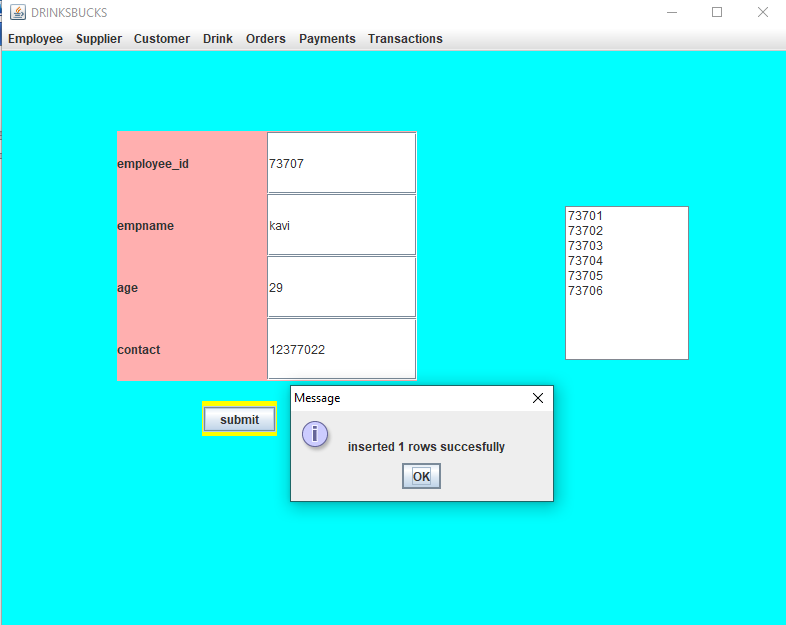 DRINKSBUCKS
Employee Supplier Customer Drink Orders Payments Transactions
employee_id 73707
empname kavi
age 29
contact 12377022
73701
73702
73703
73704
73705
73706
submit
Message
i
inserted 1 rows succesfully
OK